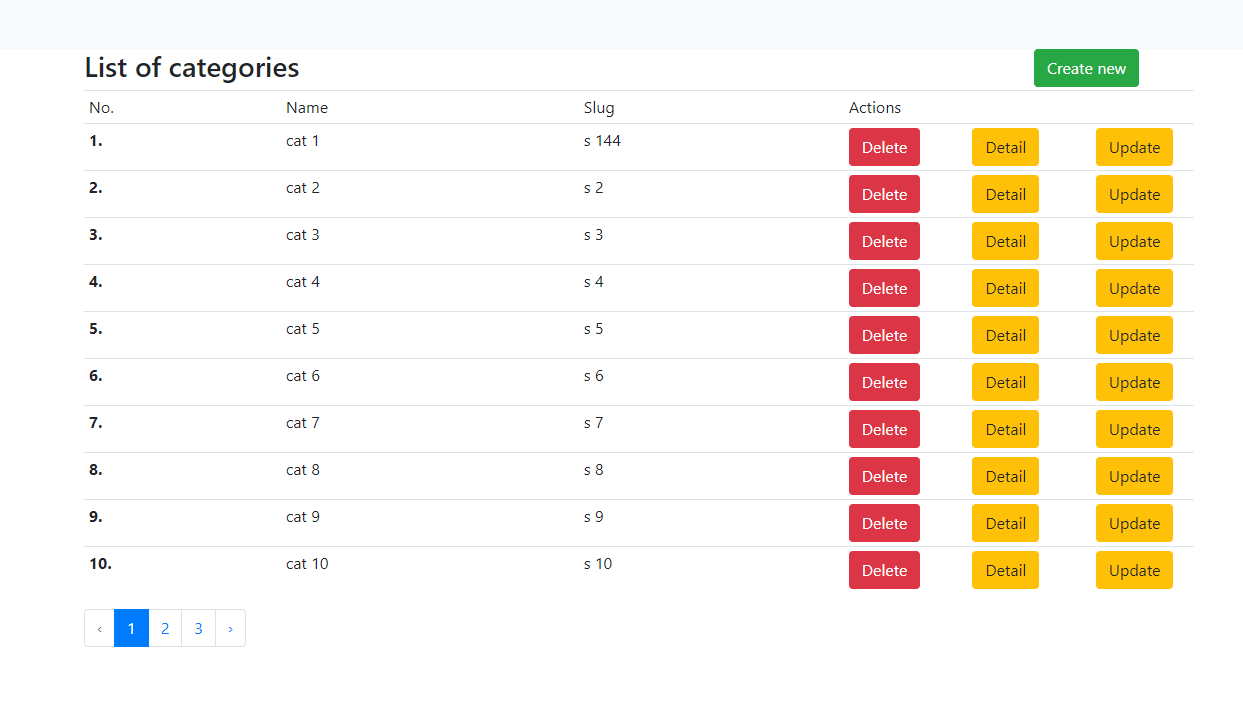 List of categories Create new
No. Name Slug Actions
1. cat 1 s 144 Delete Detail Update
2. cat 2 s 2 Delete Detail Update
3. cat 3 s 3 Delete Detail Update
4. cat 4 s 4 Delete Detail Update
5. cat 5 s 5 Delete Detail Update
6. cat 6 s 6 Delete Detail Update
7. cat 7 s 7 Delete Detail Update
8. cat 8 s 8 Delete Detail Update
9. cat 9 s 9 Delete Detail Update
10. cat 10 s 10 Delete Detail Update
‹ 1 2 3 ›